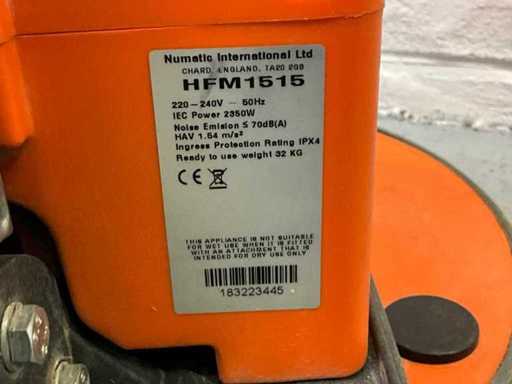 Numatic International Ltd
CHARD, ENGLAND, TA20 2GB
HFM1515
220-240V ~ 50Hz
IEC Power 2350W
Noise Emision ≤ 70dB(A)
HAV 1.54 m/s²
Ingress Protection Rating IPX4
Ready to use weight 32 KG
CE
THIS APPLIANCE IS NOT SUITABLE
FOR WET USE WHEN IT IS FITTED
WITH AN ATTACHMENT THAT IS
INTENDED FOR DRY USE ONLY
183223445